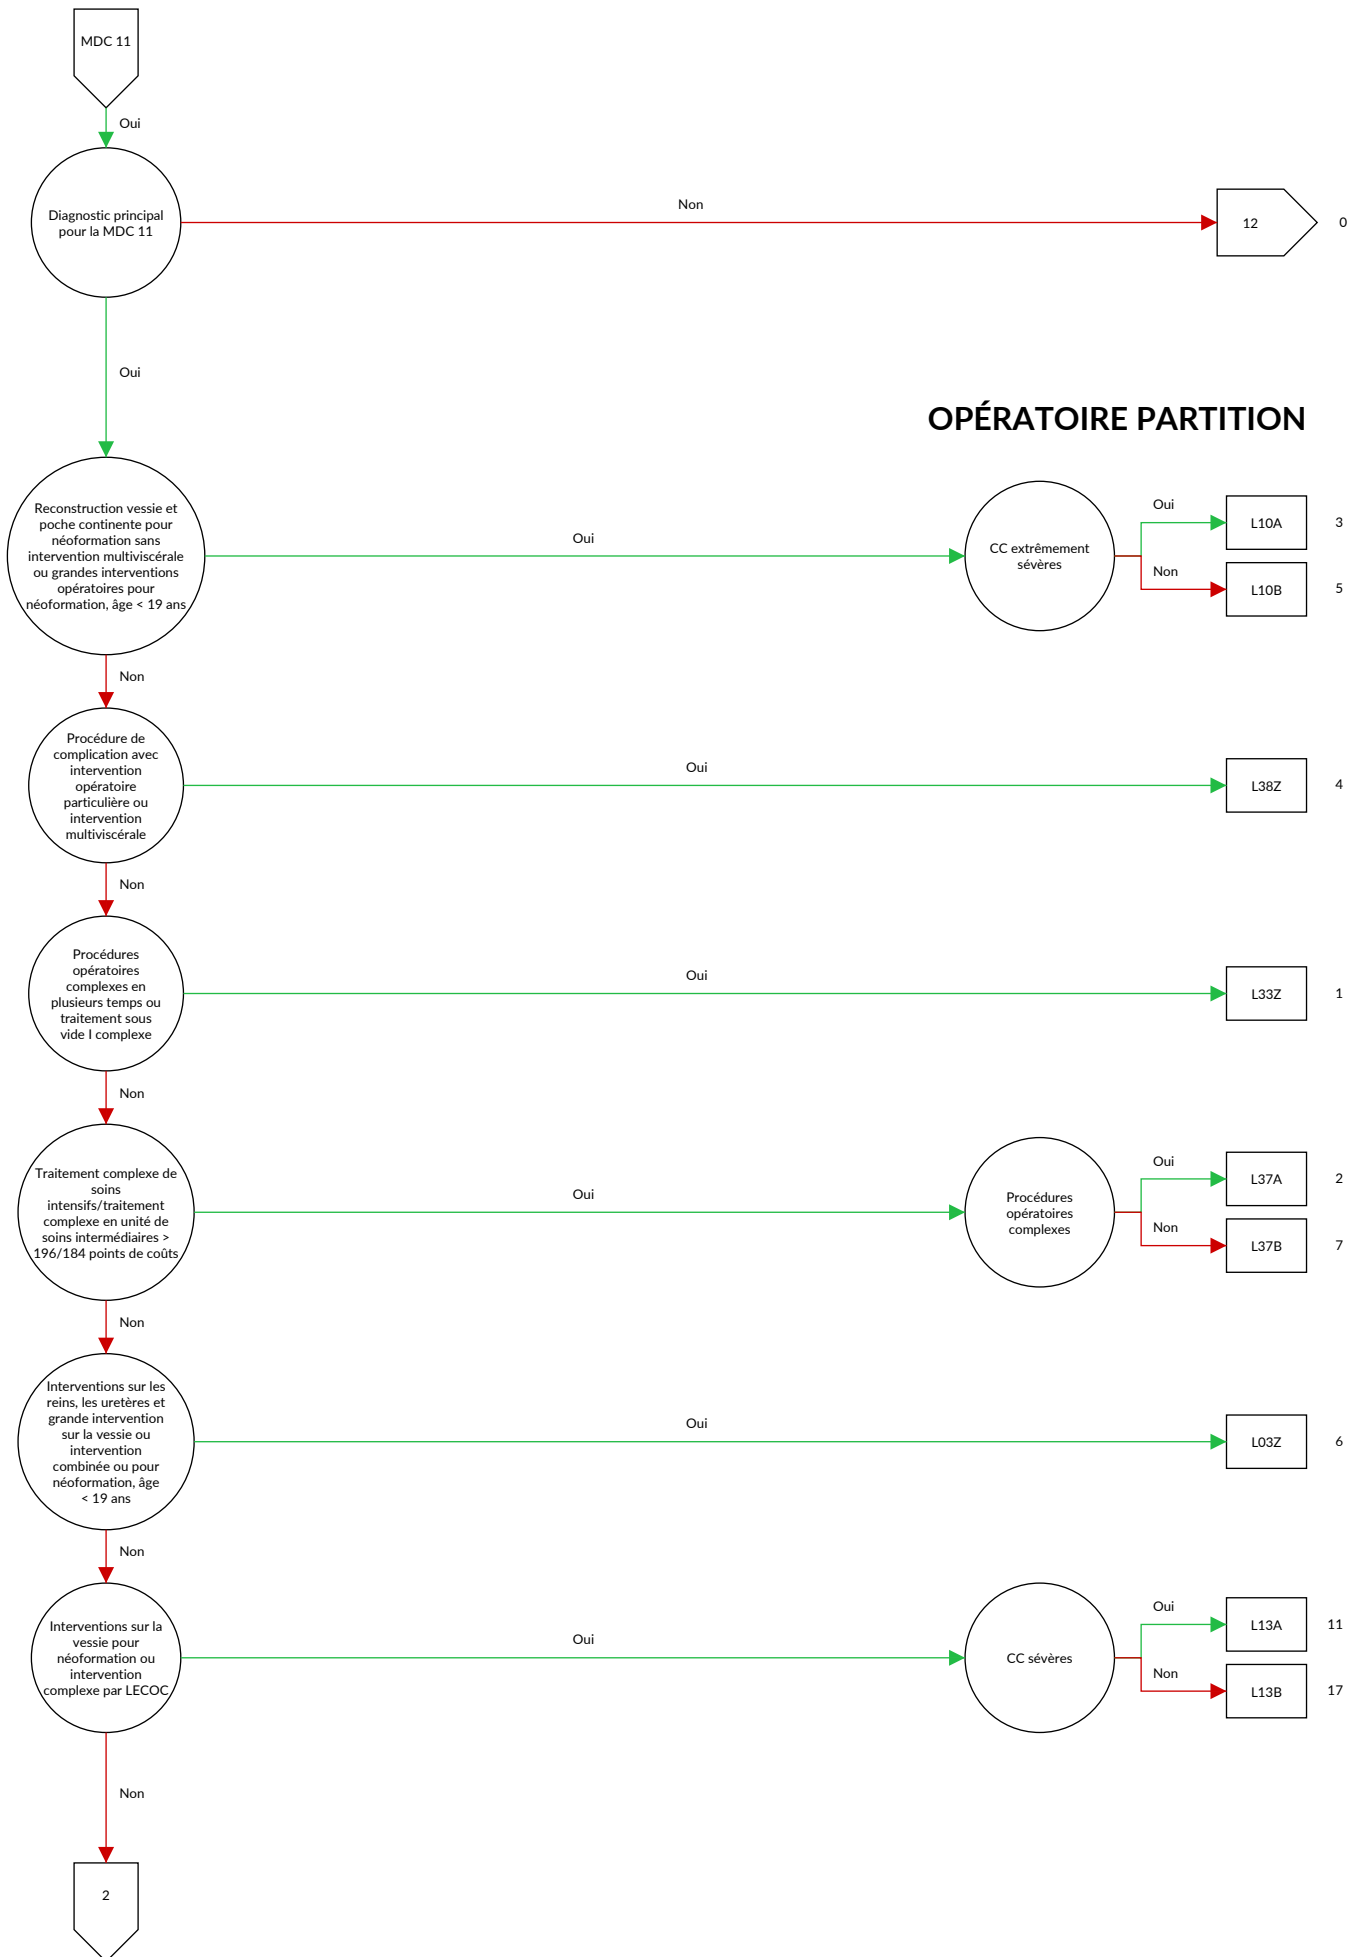 MDC 11
Oui
Diagnostic principal
pour la MDC 11
Non
12
0
Oui
OPÉRATOIRE PARTITION
Reconstruction vessie et
poche continente pour
néoformation sans
intervention multiviscérale
ou grandes interventions
opératoires pour
néoformation, âge < 19 ans
Oui
CC extrêmement
sévères
Oui
L10A
3
Non
L10B
5
Non
Procédure de
complication avec
intervention
opératoire
particulière ou
intervention
multiviscérale
Oui
L38Z
4
Non
Procédures
opératoires
complexes en
plusieurs temps ou
traitement sous
vide I complexe
Oui
L33Z
1
Non
Traitement complexe de
soins
intensifs/traitement
complexe en unité de
soins intermédiaires >
196/184 points de coûts
Oui
Procédures
opératoires
complexes
Oui
L37A
2
Non
L37B
7
Non
Interventions sur les
reins, les uretères et
grande intervention
sur la vessie ou
intervention
combinée ou pour
néoformation, âge
< 19 ans
Oui
L03Z
6
Non
Interventions sur la
vessie pour
néoformation ou
intervention
complexe par LECOC
Oui
CC sévères
Oui
L13A
11
Non
L13B
17
Non
2